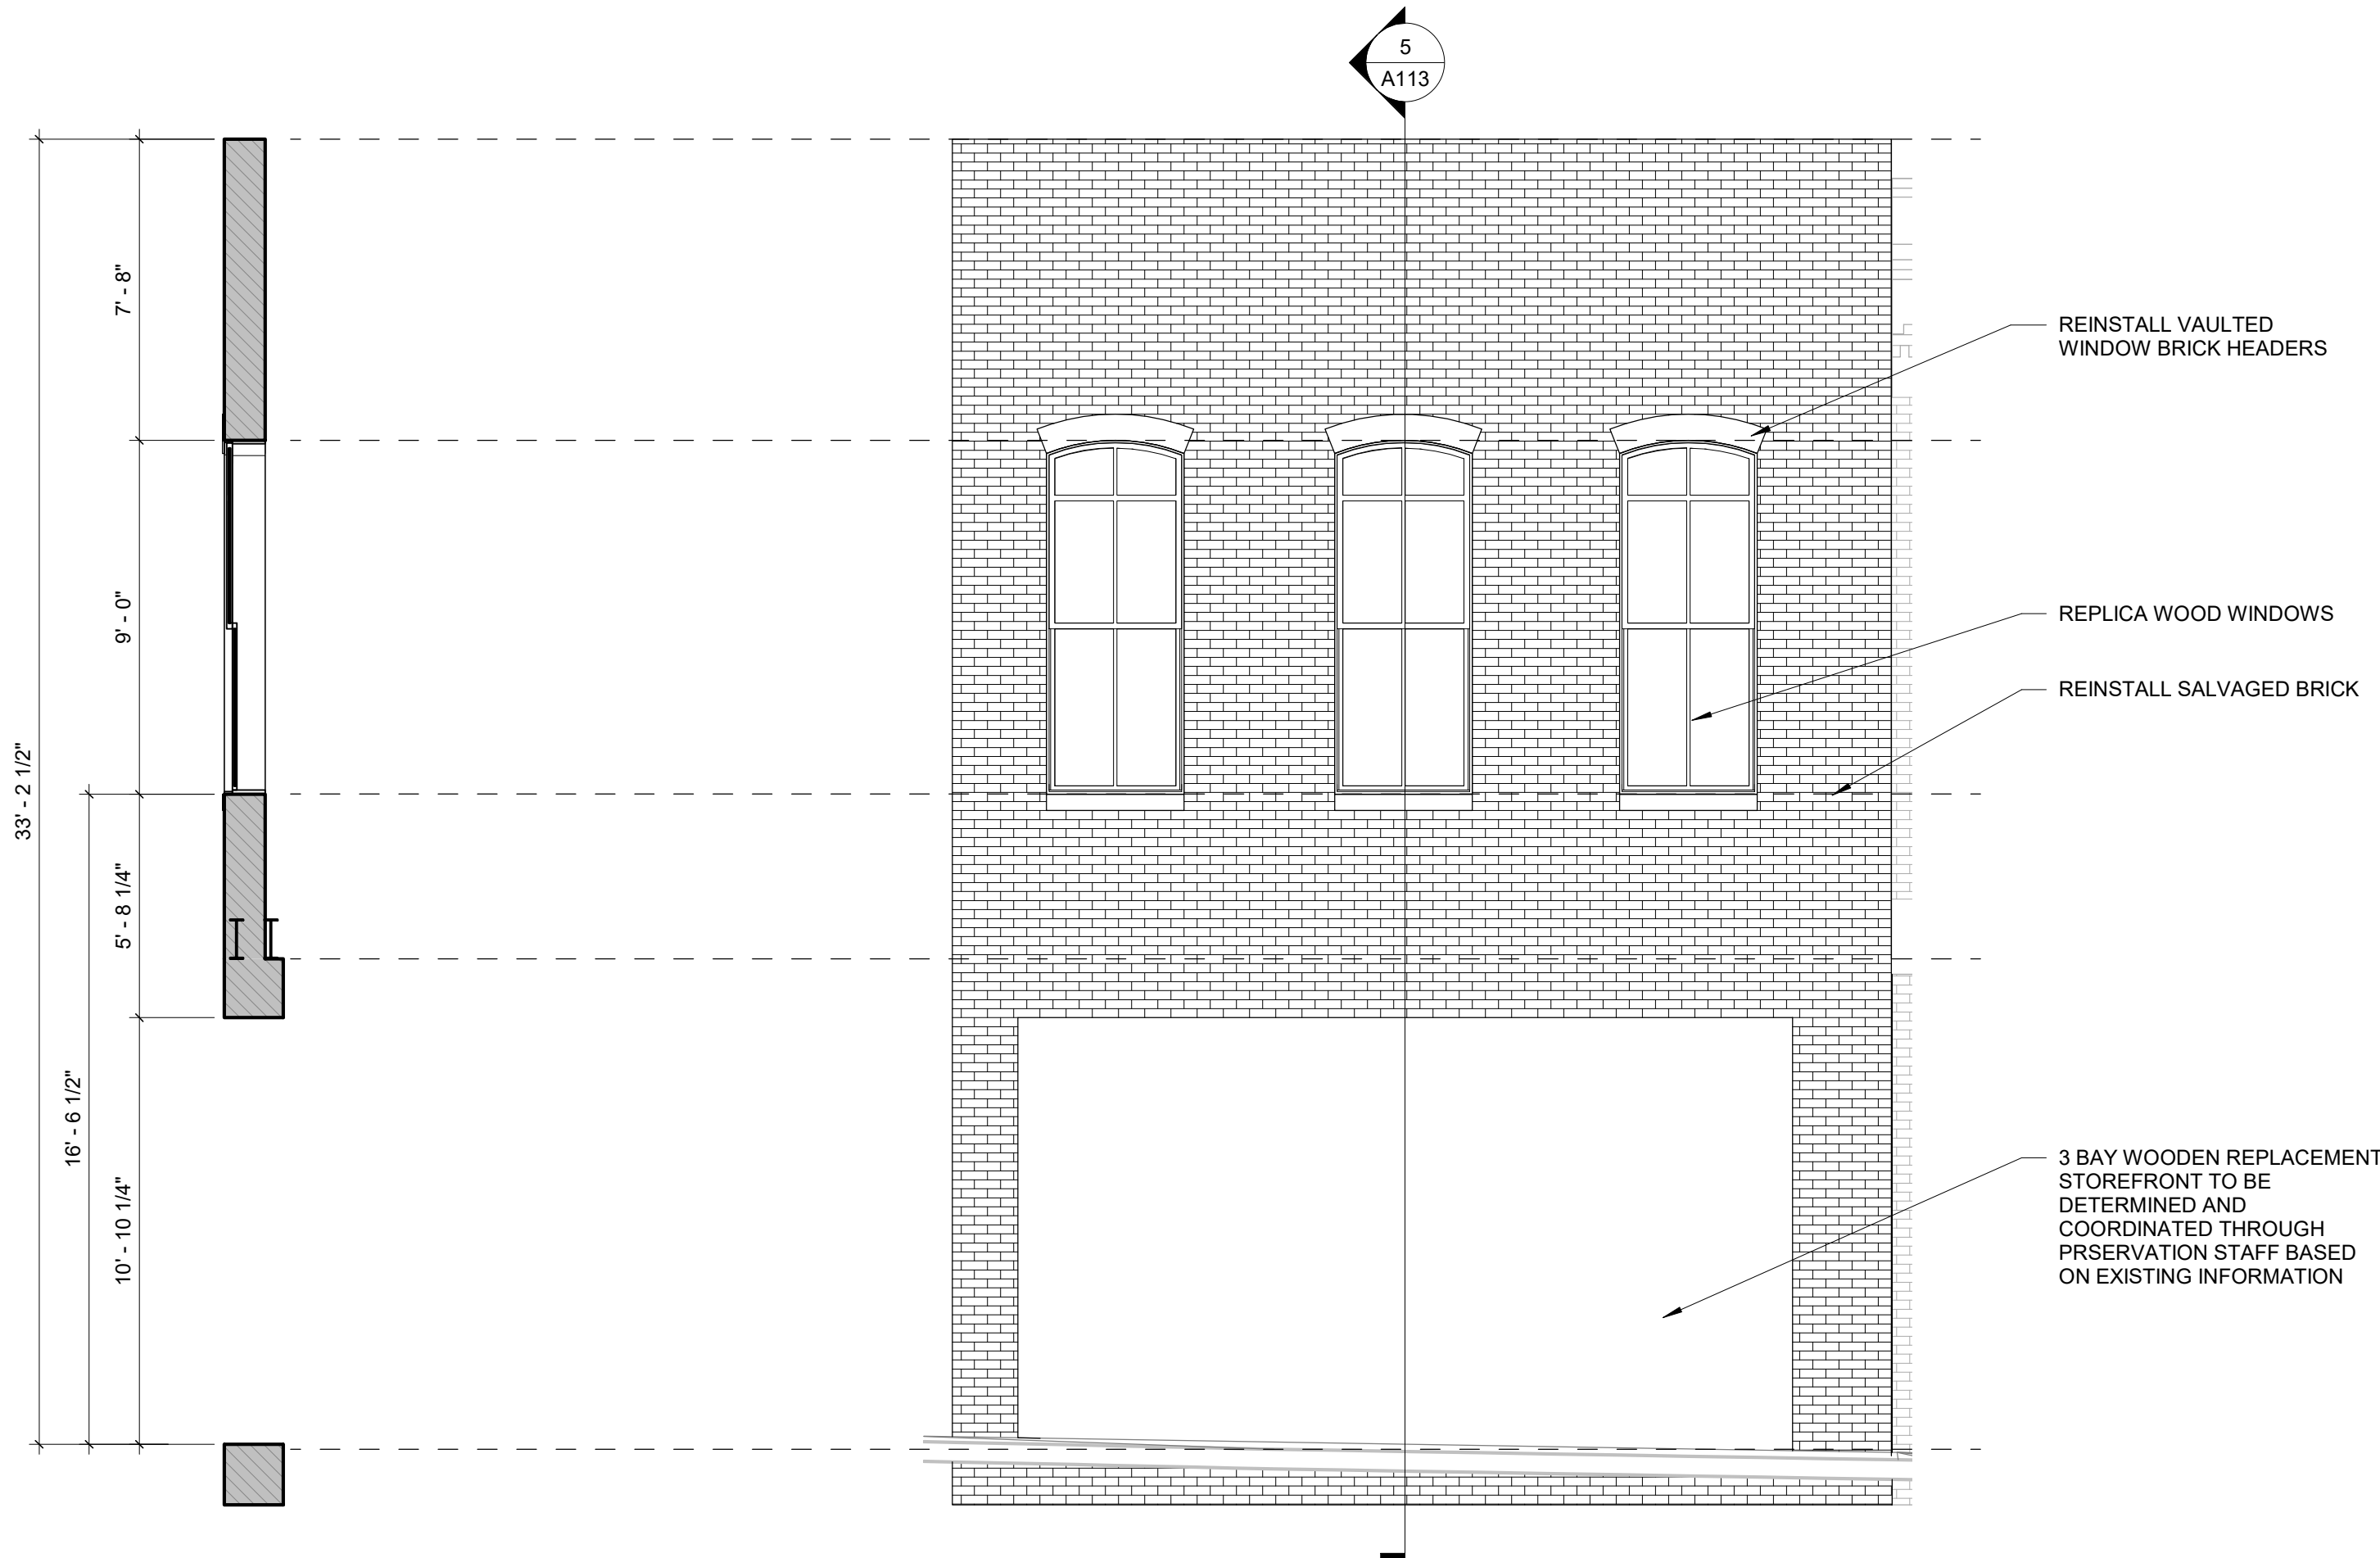 5
A113
7' - 8"
9' - 0"
33' - 2 1/2"
5' - 8 1/4"
16' - 6 1/2"
10' - 10 1/4"
REINSTALL VAULTED
WINDOW BRICK HEADERS
REPLICA WOOD WINDOWS
REINSTALL SALVAGED BRICK
3 BAY WOODEN REPLACEMENT
STOREFRONT TO BE
DETERMINED AND
COORDINATED THROUGH
PRSERVATION STAFF BASED
ON EXISTING INFORMATION